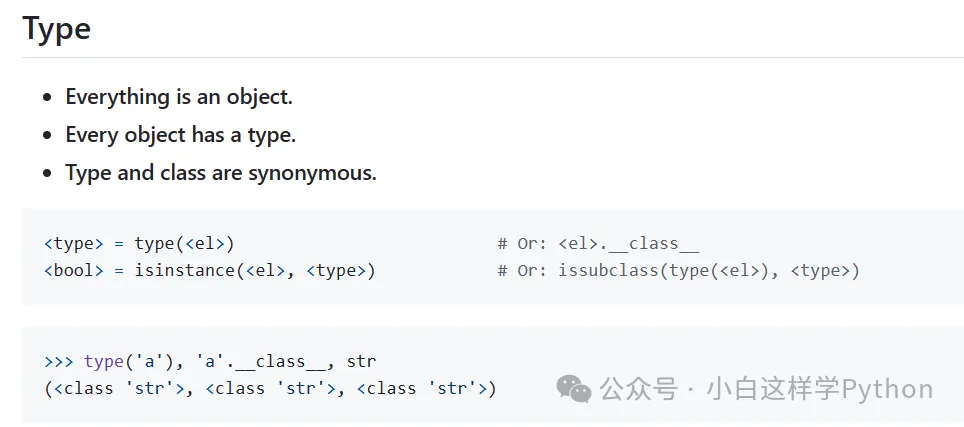 Type
Everything is an object.
Every object has a type.
Type and class are synonymous.
<type> = type(<el>) # Or: <el>.__class__
<bool> = isinstance(<el>, <type>) # Or: issubclass(type(<el>), <type>)
>>> type('a'), 'a'.__class__, str
(<class 'str'>, <class 'str'>, <class 'str'>)
公众号 · 小白这样学Python